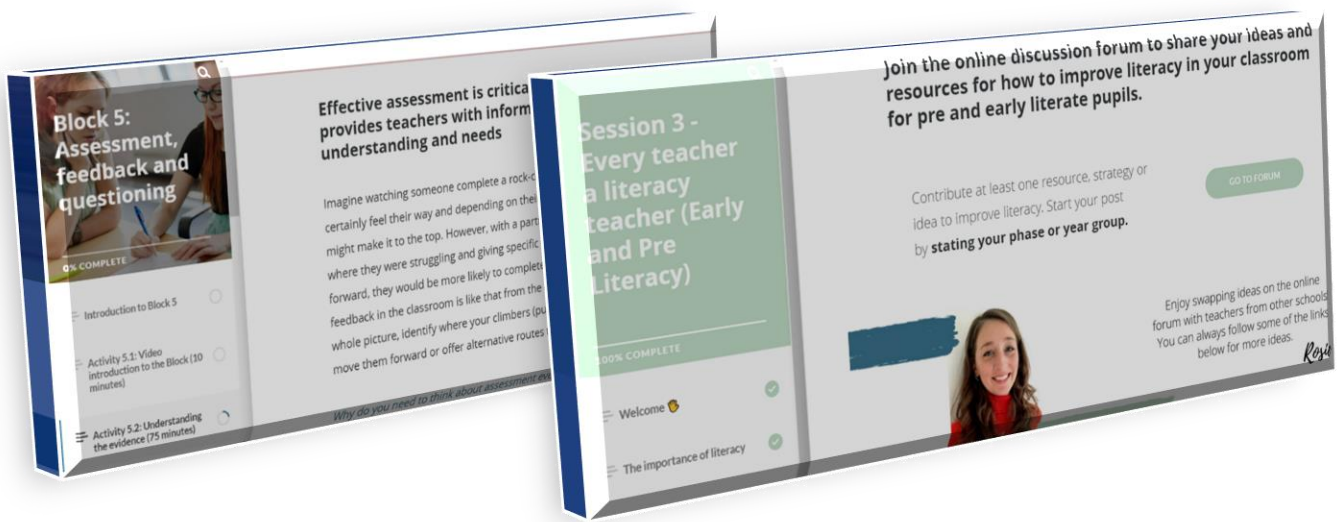 Block 5:
Assessment,
feedback and
questioning
0% COMPLETE
Introduction to Block 5
Activity 5.1: Video
introduction to the Block (10
minutes)
Activity 5.2: Understanding
the evidence (75 minutes)
Effective assessment is critica
provides teachers with inform
understanding and needs
Imagine watching someone complete a rock-c
certainly feel their way and depending on thei
might make it to the top. However, with a part
where they were struggling and giving specific
forward, they would be more likely to complete
feedback in the classroom is like that from the
whole picture, identify where your climbers (pu
move them forward or offer alternative routes
Why do you need to think about assessment eve
Session 3 -
Every teacher
a literacy
teacher (Early
and Pre
Literacy)
100% COMPLETE
Welcome
The importance of literacy
Join the online discussion forum to share your ideas and
resources for how to improve literacy in your classroom
for pre and early literate pupils.
Contribute at least one resource, strategy or
idea to improve literacy. Start your post
by stating your phase or year group.
GO TO FORUM
Enjoy swapping ideas on the online
forum with teachers from other schools
You can always follow some of the links
below for more ideas.
Rosie